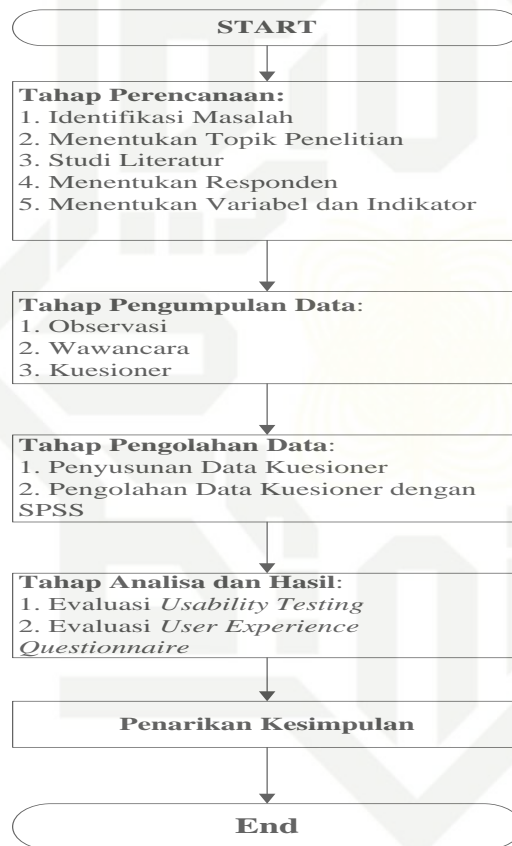 START
Tahap Perencanaan:
1. Identifikasi Masalah
2. Menentukan Topik Penelitian
3. Studi Literatur
4. Menentukan Responden
5. Menentukan Variabel dan Indikator
Tahap Pengumpulan Data:
1. Observasi
2. Wawancara
3. Kuesioner
Tahap Pengolahan Data:
1. Penyusunan Data Kuesioner
2. Pengolahan Data Kuesioner dengan
SPSS
Tahap Analisa dan Hasil:
1. Evaluasi Usability Testing
2. Evaluasi User Experience
Questionnaire
Penarikan Kesimpulan
End